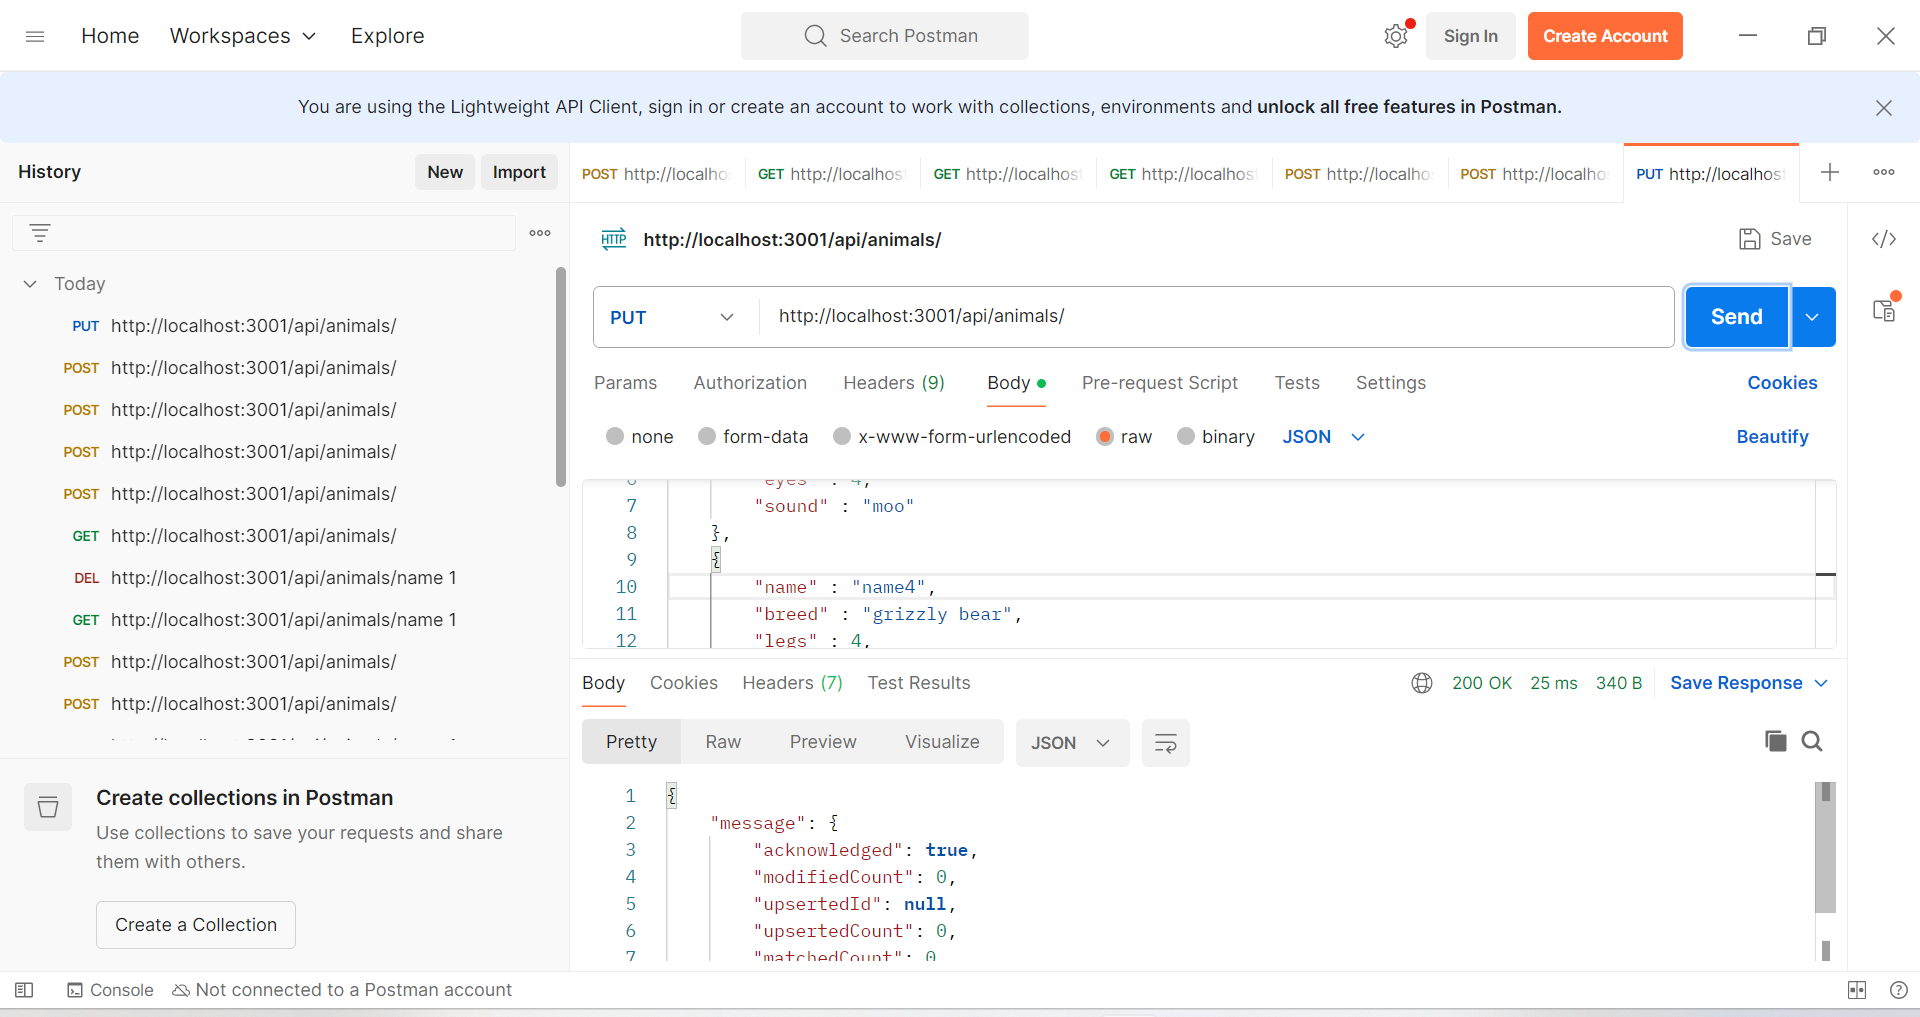 Home Workspaces Explore Search Postman Sign In Create Account
You are using the Lightweight API Client, sign in or create an account to work with collections, environments and unlock all free features in Postman.
History New Import
POST http://localho GET http://localhos GET http://localhost GET http://localhost POST http://localho POST http://localho PUT http://localhost
HTTP http://localhost:3001/api/animals/ Save
Today
PUT http://localhost:3001/api/animals/
POST http://localhost:3001/api/animals/
POST http://localhost:3001/api/animals/
POST http://localhost:3001/api/animals/
POST http://localhost:3001/api/animals/
GET http://localhost:3001/api/animals/
DEL http://localhost:3001/api/animals/name 1
GET http://localhost:3001/api/animals/name 1
POST http://localhost:3001/api/animals/
POST http://localhost:3001/api/animals/
Create collections in Postman
Use collections to save your requests and share
them with others.
Create a Collection
PUT http://localhost:3001/api/animals/ Send
Params Authorization Headers (9) Body Pre-request Script Tests Settings Cookies
none form-data x-www-form-urlencoded raw binary JSON Beautify
6 "eyes" : 4,
7 "sound" : "moo"
8 },
9 {
10 "name" : "name4",
11 "breed" : "grizzly bear",
12 "legs" : 4,
Body Cookies Headers (7) Test Results 200 OK 25 ms 340 B Save Response
Pretty Raw Preview Visualize JSON
1 {
2 "message": {
3 "acknowledged": true,
4 "modifiedCount": 0,
5 "upsertedId": null,
6 "upsertedCount": 0,
7 "matchedCount": 0
Console Not connected to a Postman account